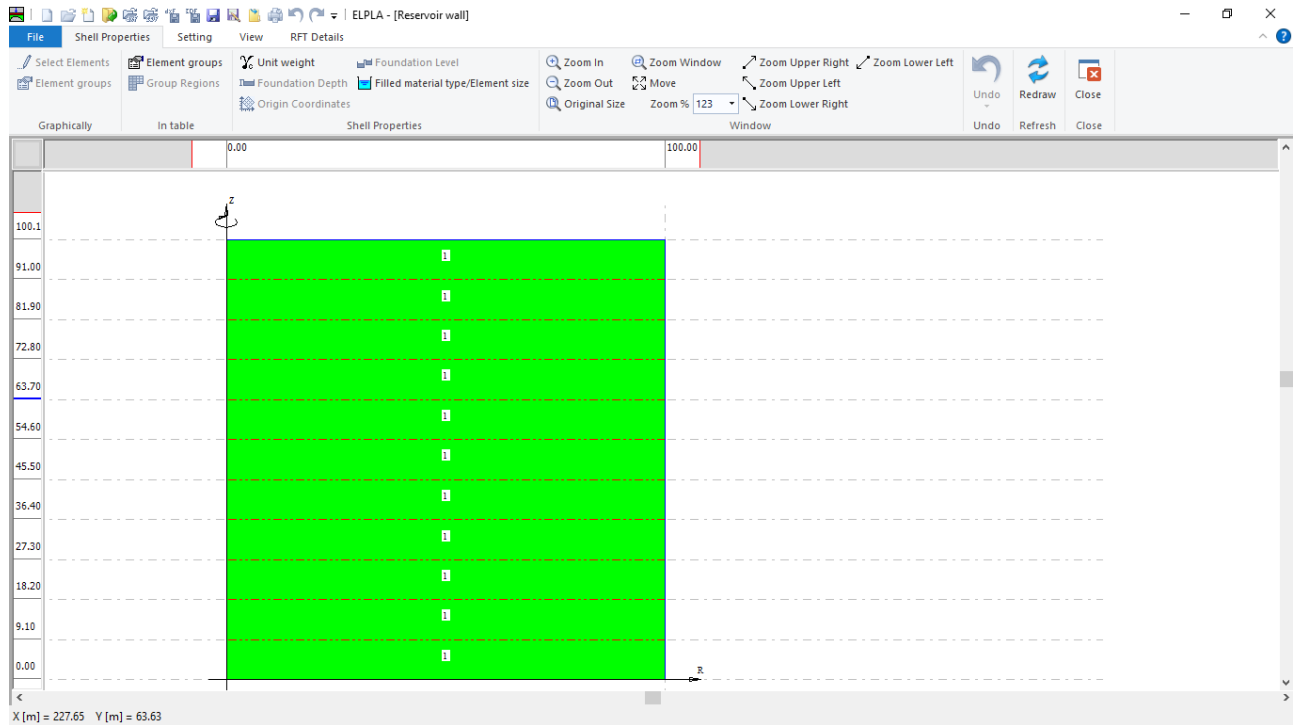 ELPLA - [Reservoir wall]
File Shell Properties Setting View RFT Details
Select Elements Element groups Unit weight Foundation Level Zoom In Zoom Window Zoom Upper Right Zoom Lower Left
Element groups Group Regions Foundation Depth Filled material type/Element size Zoom Out Move Zoom Upper Left
Origin Coordinates Original Size Zoom % 123 Zoom Lower Right
Undo Redraw Close
Graphically In table Shell Properties Window Undo Refresh Close
0.00 100.00
Z
100.1
1
91.00
1
81.90
1
72.80
1
63.70
1
54.60
1
45.50
1
36.40
1
27.30
1
18.20
1
9.10
1
0.00
R
X [m] = 227.65 Y [m] = 63.63